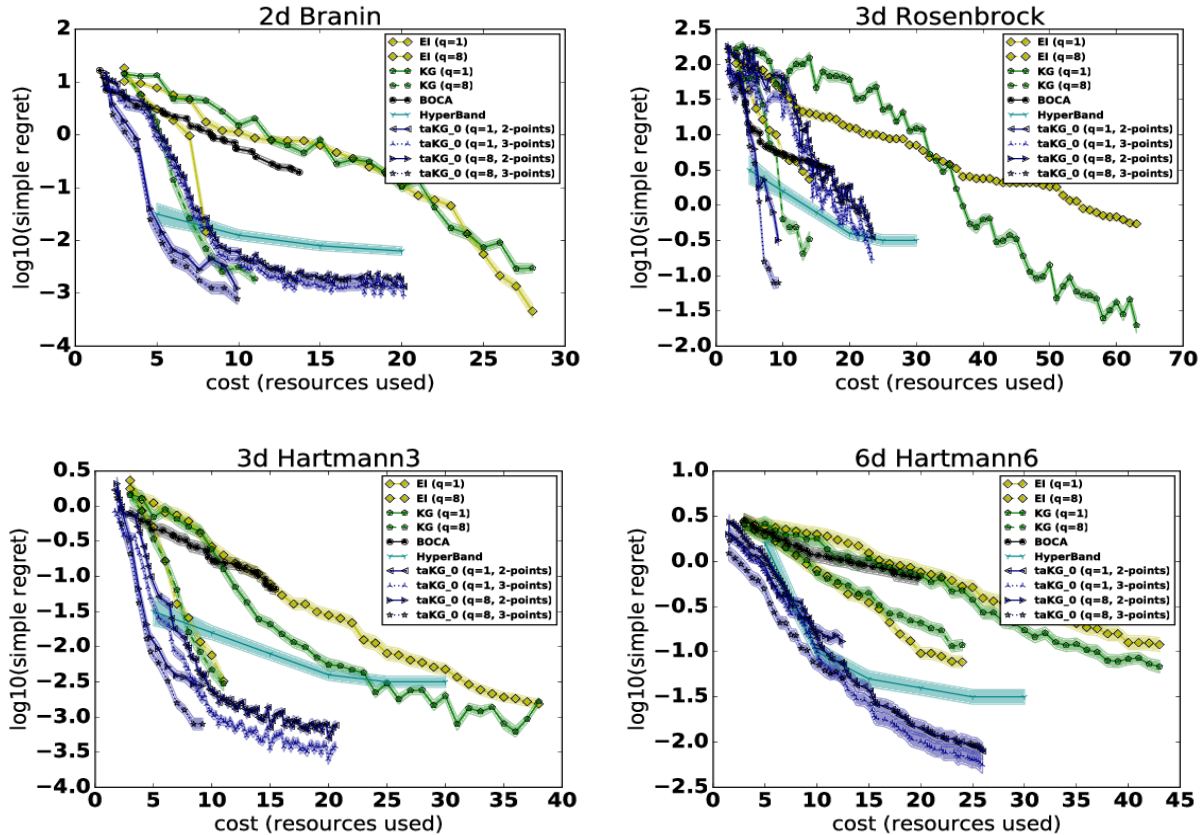 2d Branin
log10(simple regret)
2
1
0
−1
−2
−3
−4
0 5 10 15 20 25 30
cost (resources used)
EI (q=1)
EI (q=8)
KG (q=1)
KG (q=8)
BOCA
HyperBand
taKG_0 (q=1, 2-points)
taKG_0 (q=1, 3-points)
taKG_0 (q=8, 2-points)
taKG_0 (q=8, 3-points)
3d Rosenbrock
log10(simple regret)
2.5
2.0
1.5
1.0
0.5
0.0
−0.5
−1.0
−1.5
−2.0
0 10 20 30 40 50 60 70
cost (resources used)
EI (q=1)
EI (q=8)
KG (q=1)
KG (q=8)
BOCA
HyperBand
taKG_0 (q=1, 2-points)
taKG_0 (q=1, 3-points)
taKG_0 (q=8, 2-points)
taKG_0 (q=8, 3-points)
3d Hartmann3
log10(simple regret)
0.5
0.0
−0.5
−1.0
−1.5
−2.0
−2.5
−3.0
−3.5
−4.0
0 5 10 15 20 25 30 35 40
cost (resources used)
EI (q=1)
EI (q=8)
KG (q=1)
KG (q=8)
BOCA
HyperBand
taKG_0 (q=1, 2-points)
taKG_0 (q=1, 3-points)
taKG_0 (q=8, 2-points)
taKG_0 (q=8, 3-points)
6d Hartmann6
log10(simple regret)
1.0
0.5
0.0
−0.5
−1.0
−1.5
−2.0
−2.5
0 5 10 15 20 25 30 35 40 45
cost (resources used)
EI (q=1)
EI (q=8)
KG (q=1)
KG (q=8)
BOCA
HyperBand
taKG_0 (q=1, 2-points)
taKG_0 (q=1, 3-points)
taKG_0 (q=8, 2-points)
taKG_0 (q=8, 3-points)